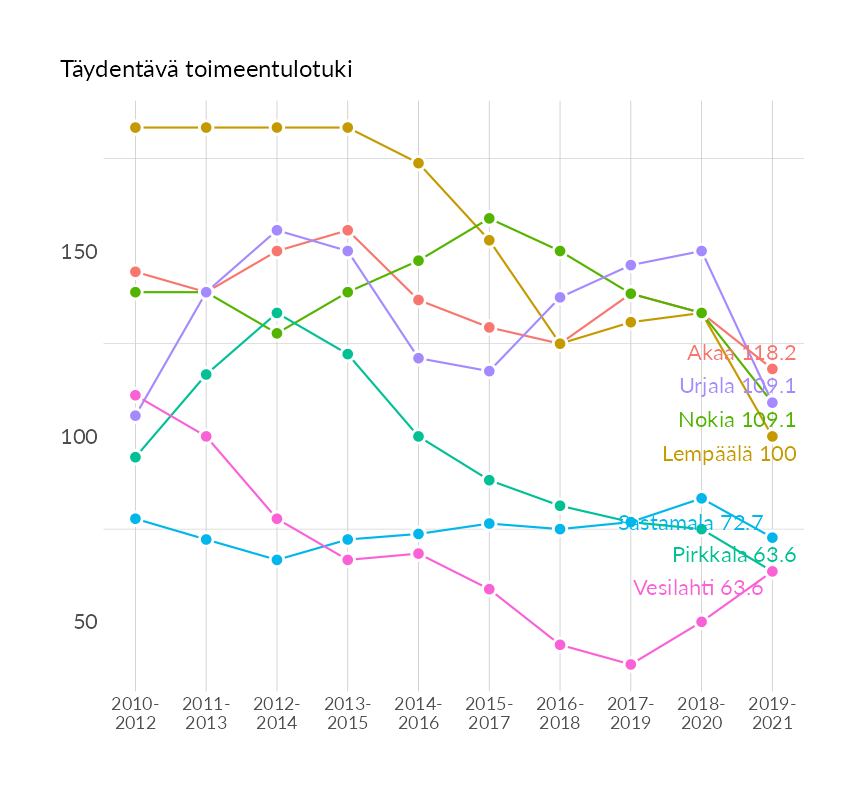 Täydentävä toimeentulotuki
150
100
50
Akaa 118.2
Urjala 109.1
Nokia 109.1
Lempäälä 100
Sastamala 72.7
Pirkkala 63.6
Vesilahti 63.6
2010- 2011- 2012- 2013- 2014- 2015- 2016- 2017- 2018- 2019-
2012 2013 2014 2015 2016 2017 2018 2019 2020 2021